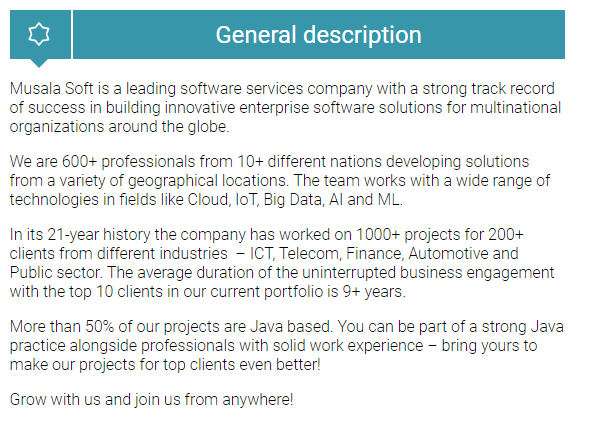 General description
Musala Soft is a leading software services company with a strong track record
of success in building innovative enterprise software solutions for multinational
organizations around the globe.
We are 600+ professionals from 10+ different nations developing solutions
from a variety of geographical locations. The team works with a wide range of
technologies in fields like Cloud, IoT, Big Data, AI and ML.
In its 21-year history the company has worked on 1000+ projects for 200+
clients from different industries – ICT, Telecom, Finance, Automotive and
Public sector. The average duration of the uninterrupted business engagement
with the top 10 clients in our current portfolio is 9+ years.
More than 50% of our projects are Java based. You can be part of a strong Java
practice alongside professionals with solid work experience – bring yours to
make our projects for top clients even better!
Grow with us and join us from anywhere!